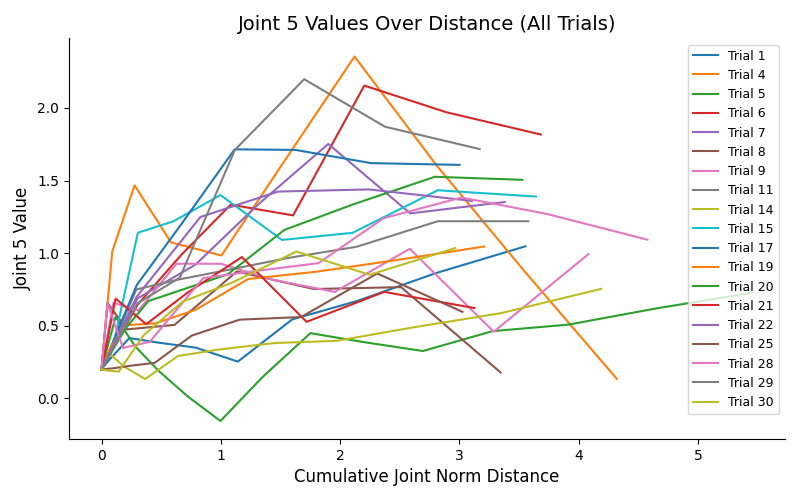 Joint 5 Values Over Distance (All Trials)
Joint 5 Value
2.0
1.5
1.0
0.5
0.0
0
1
2
3
4
5
Cumulative Joint Norm Distance
Trial 1
Trial 4
Trial 5
Trial 6
Trial 7
Trial 8
Trial 9
Trial 11
Trial 14
Trial 15
Trial 17
Trial 19
Trial 20
Trial 21
Trial 22
Trial 25
Trial 28
Trial 29
Trial 30